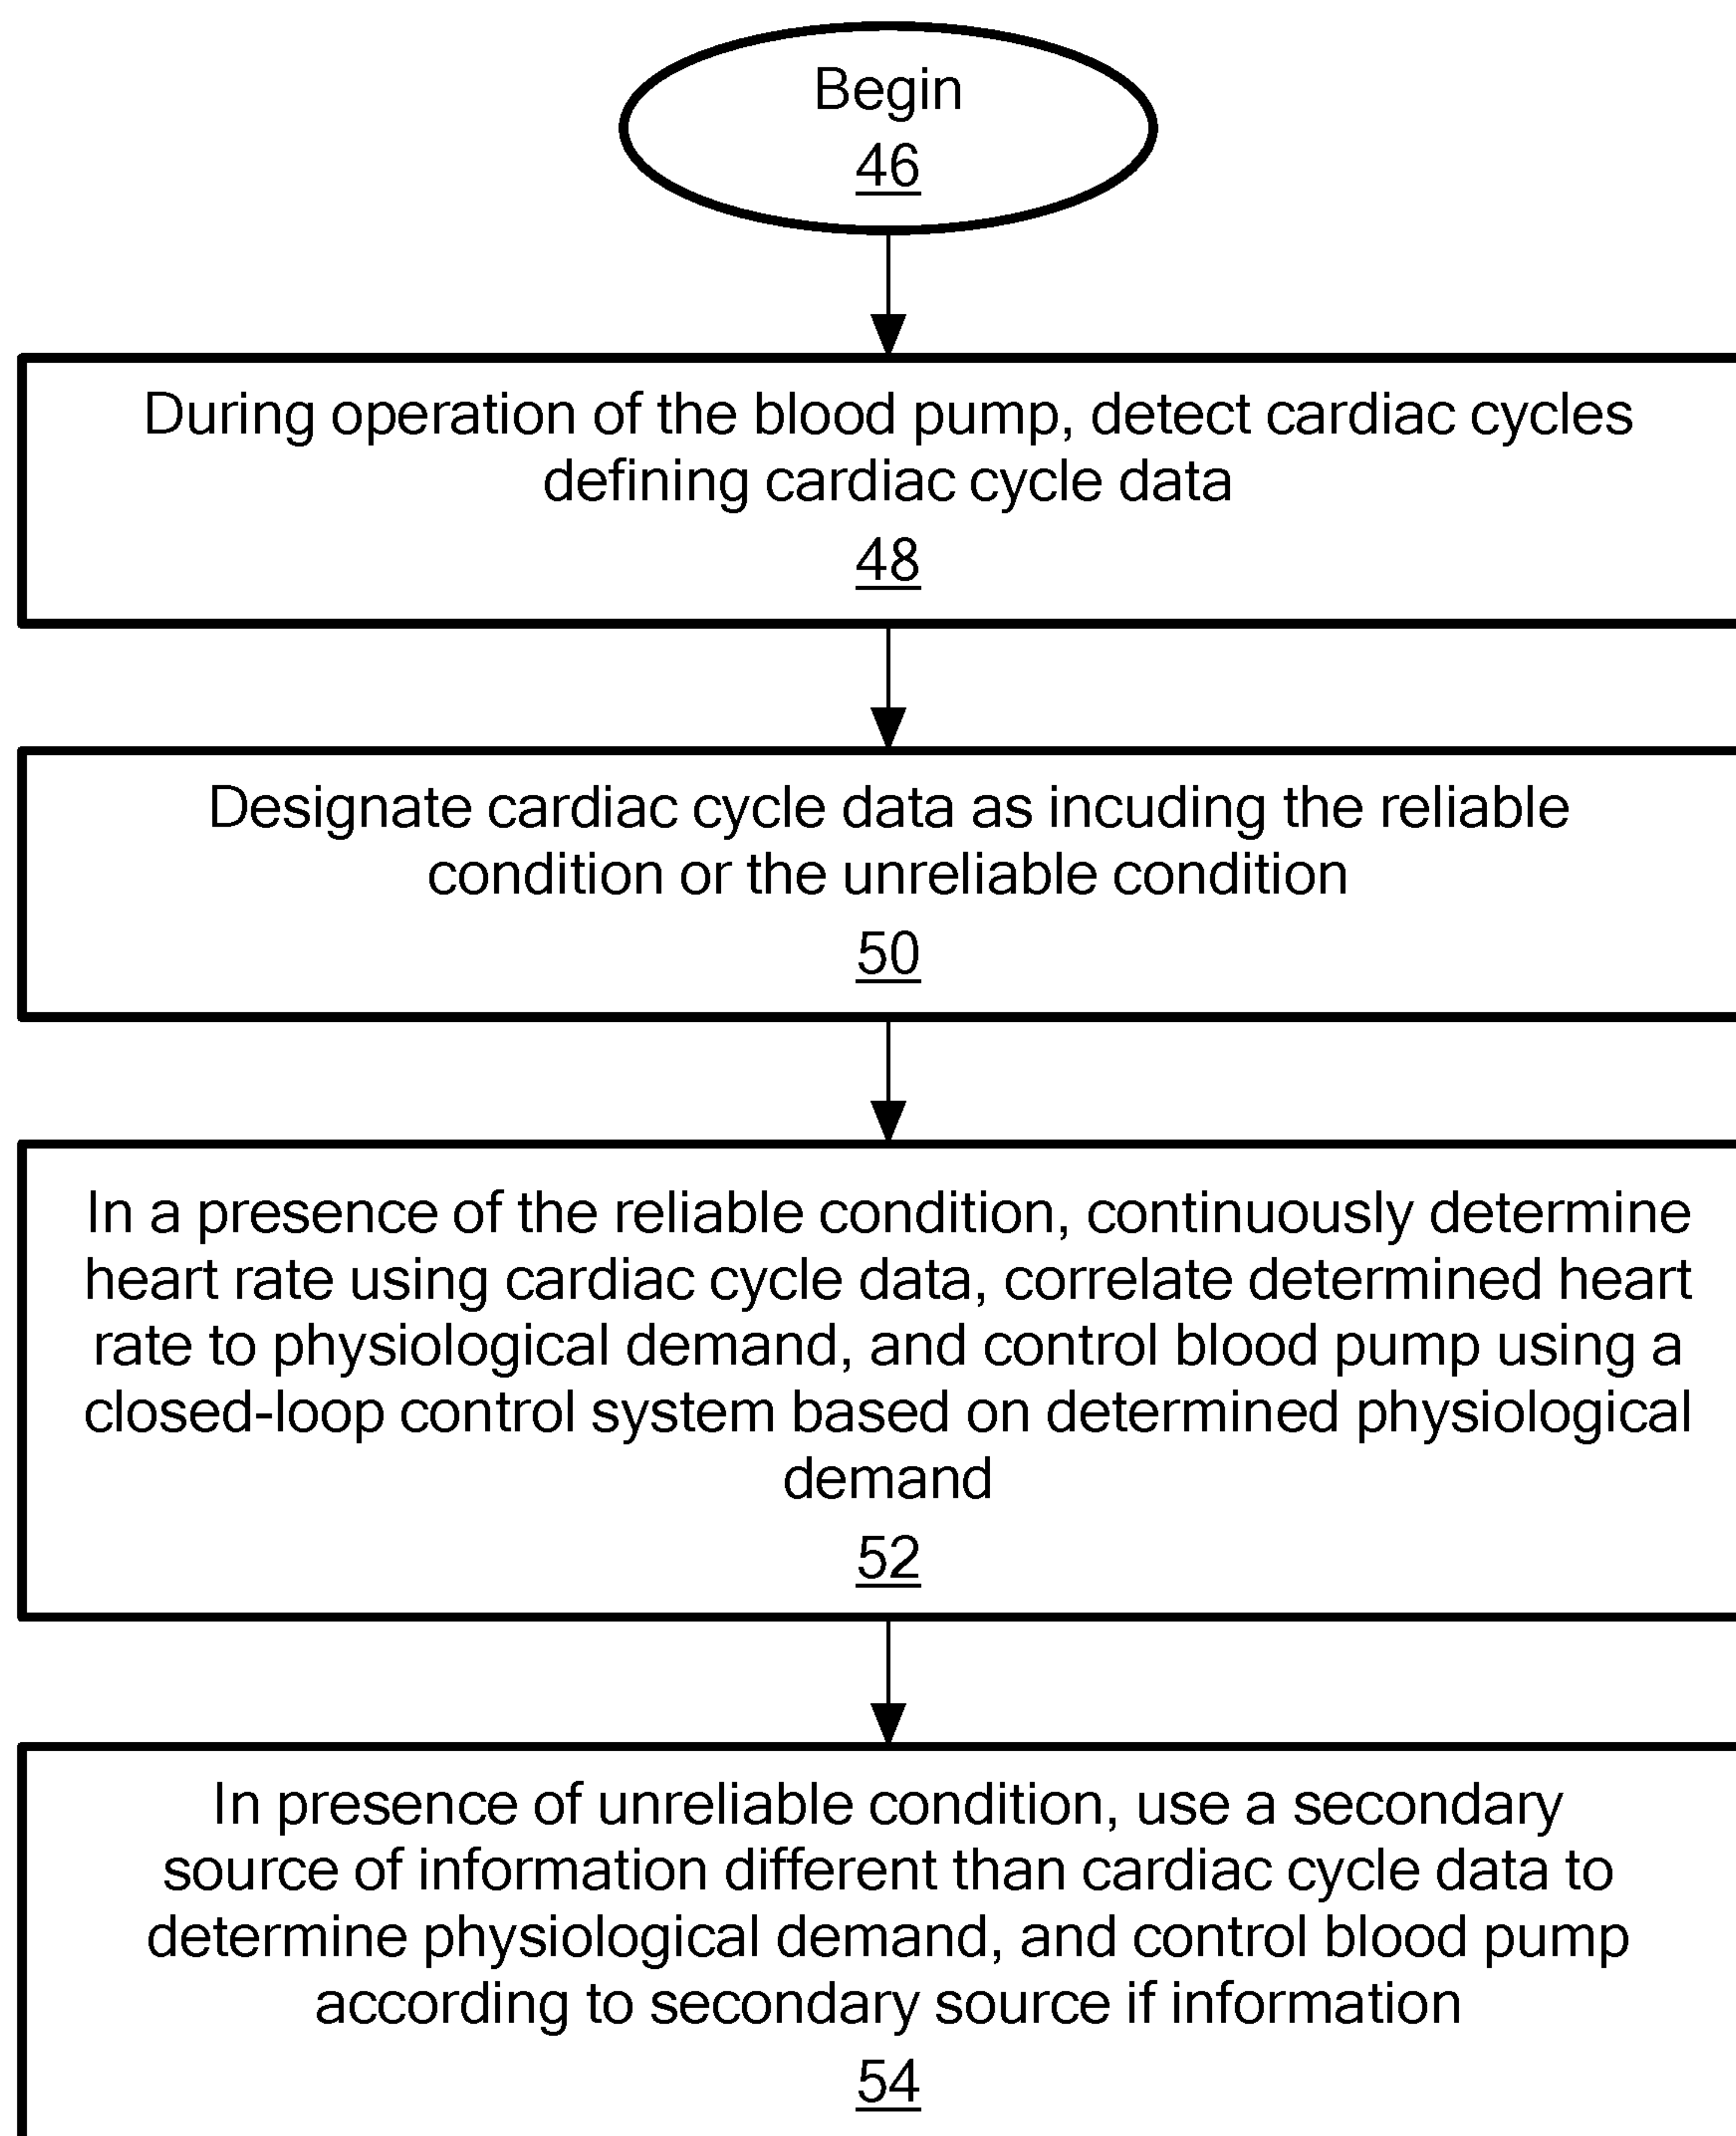 Begin
46
During operation of the blood pump, detect cardiac cycles
defining cardiac cycle data
48
Designate cardiac cycle data as incuding the reliable
condition or the unreliable condition
50
In a presence of the reliable condition, continuously determine
heart rate using cardiac cycle data, correlate determined heart
rate to physiological demand, and control blood pump using a
closed-loop control system based on determined physiological
demand
52
In presence of unreliable condition, use a secondary
source of information different than cardiac cycle data to
determine physiological demand, and control blood pump
according to secondary source if information
54